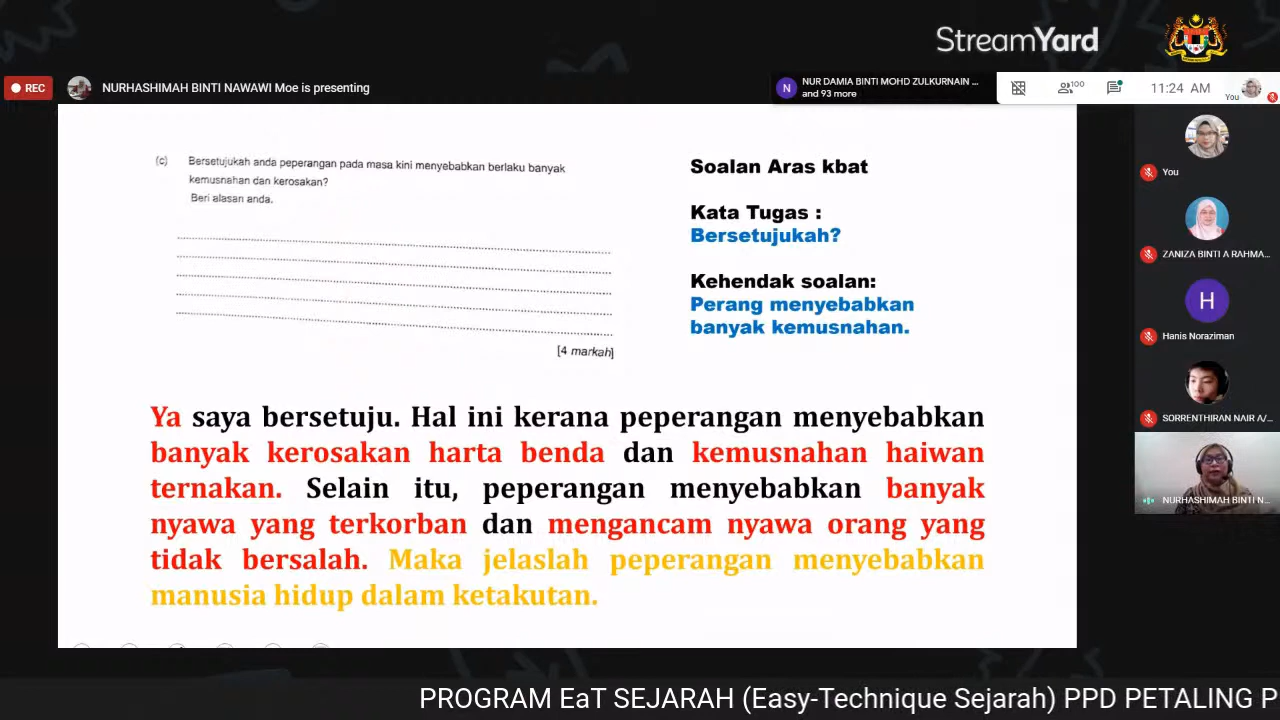 StreamYard
REC
NURHASHIMAH BINTI NAWAWI Moe is presenting
N
NUR DAMIA BINTI MOHD ZULKURNAIN ...
and 93 more
100
11:24 AM
You
(c) Bersetujukah anda peperangan pada masa kini menyebabkan berlaku banyak
kemusnahan dan kerosakan?
Beri alasan anda.
[4 markah]
Soalan Aras kbat
Kata Tugas :
Bersetujukah?
Kehendak soalan:
Perang menyebabkan
banyak kemusnahan.
Ya saya bersetuju. Hal ini kerana peperangan menyebabkan
banyak kerosakan harta benda dan kemusnahan haiwan
ternakan. Selain itu, peperangan menyebabkan banyak
nyawa yang terkorban dan mengancam nyawa orang yang
tidak bersalah. Maka jelaslah peperangan menyebabkan
manusia hidup dalam ketakutan.
You
ZANIZA BINTI A RAHMA...
H
Hanis Noraziman
SORRENTHIRAN NAIR A/...
NURHASHIMAH BINTI N...
PROGRAM EaT SEJARAH (Easy-Technique Sejarah) PPD PETALING P